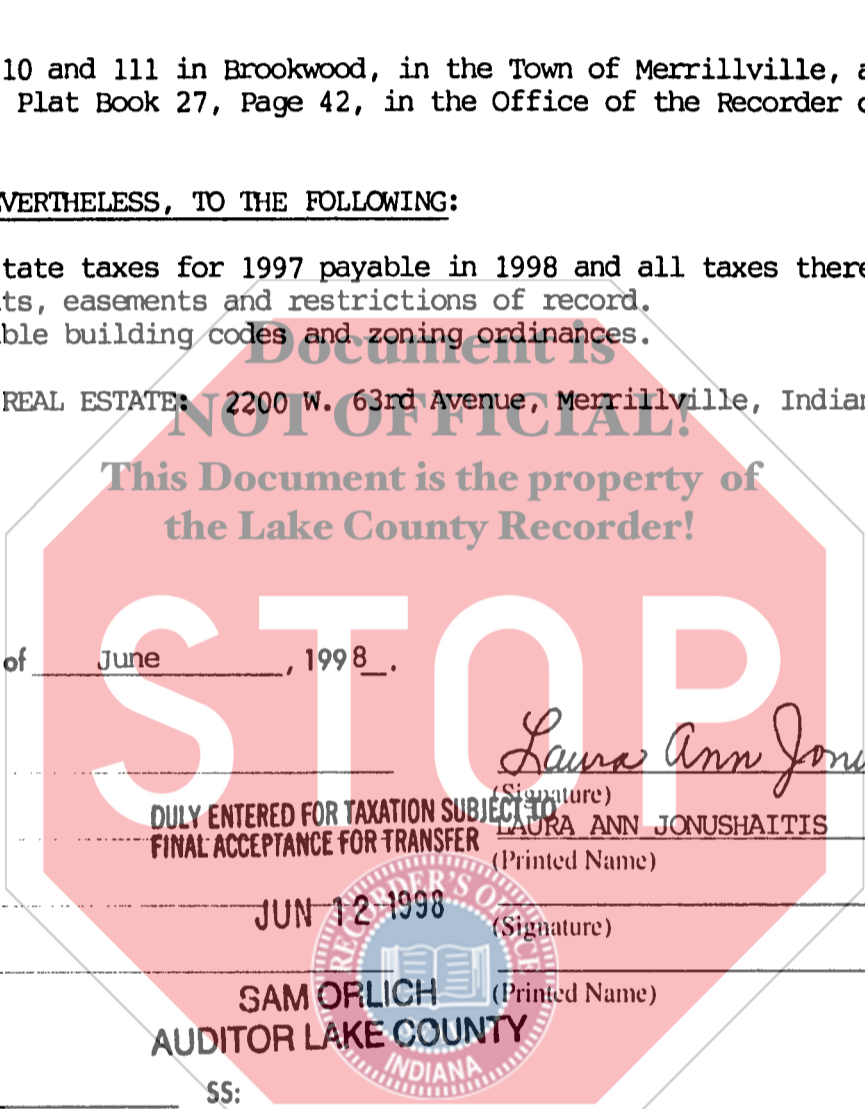 10 and 111 in Brookwood, in the Town of Merrillville, a
Plat Book 27, Page 42, in the Office of the Recorder o
VERTHELESS, TO THE FOLLOWING:
tate taxes for 1997 payable in 1998 and all taxes there
ts, easements and restrictions of record.
ble building codes and zoning ordinances.
Document is
REAL ESTATE: 2200 W. 63rd Avenue, Merrillville, Indian
NOT OFFICIAL!
This Document is the property of
the Lake County Recorder!
STOP
of June, 1998.
Laura Ann Jonu
(Signature)
DULY ENTERED FOR TAXATION SUBJECT TO
LAURA ANN JONUSHAITIS
FINAL ACCEPTANCE FOR TRANSFER
(Printed Name)
JUN 12 1998
(Signature)
RECORDER'S OFFICE
SAM ORLICH
(Printed Name)
AUDITOR LAKE COUNTY
INDIANA
SS: